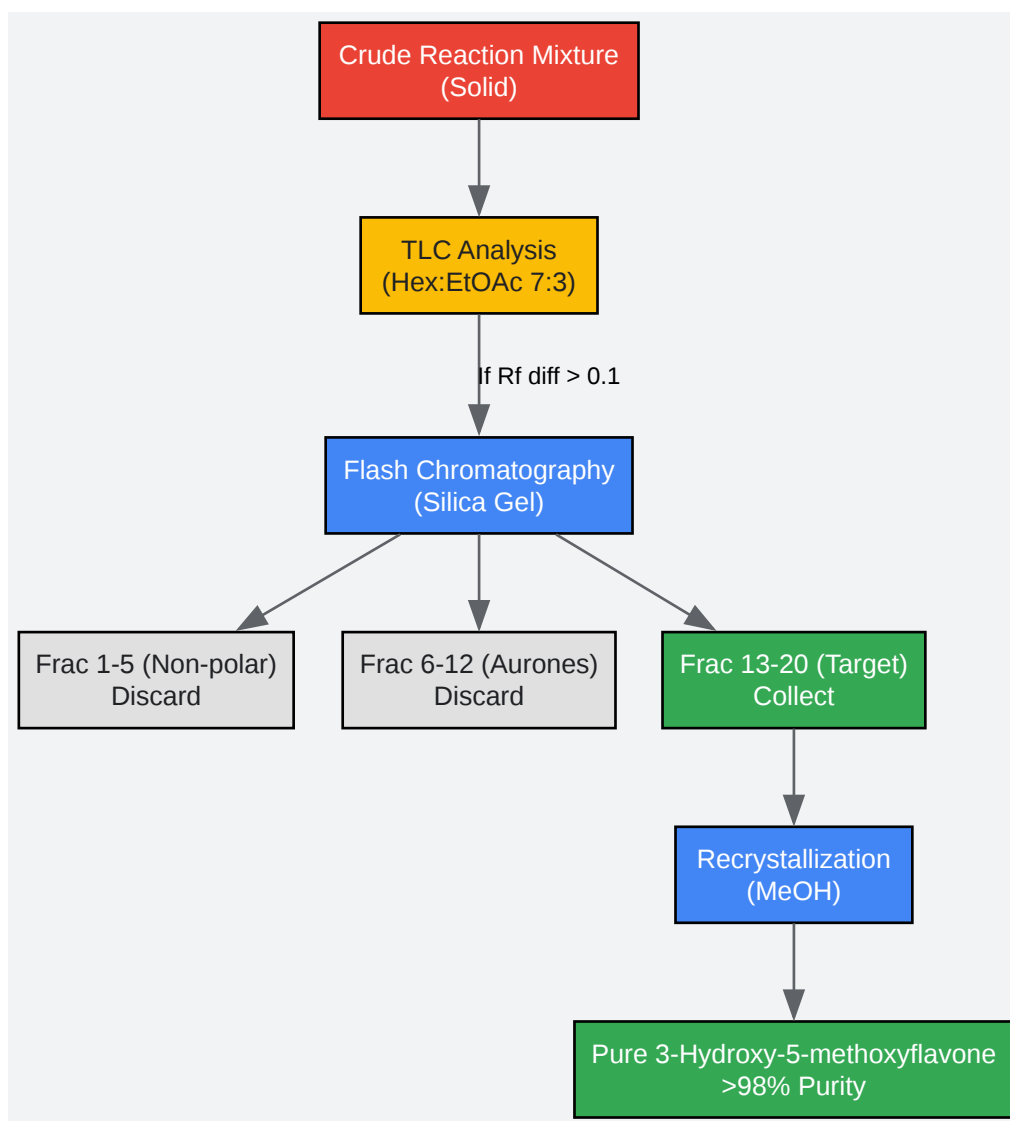 Crude Reaction Mixture
(Solid)
TLC Analysis
(Hex:EtOAc 7:3)
If Rf diff > 0.1
Flash Chromatography
(Silica Gel)
Frac 1-5 (Non-polar)
Discard
Frac 6-12 (Aurones)
Discard
Frac 13-20 (Target)
Collect
Recrystallization
(MeOH)
Pure 3-Hydroxy-5-methoxyflavone
>98% Purity